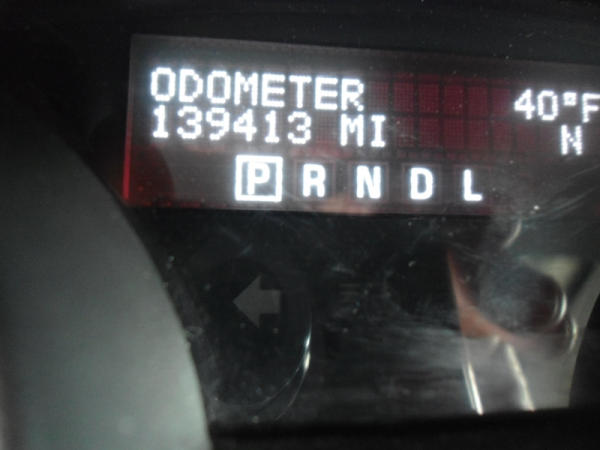 ODOMETER
139413 MI
40°F
N
P R N D L